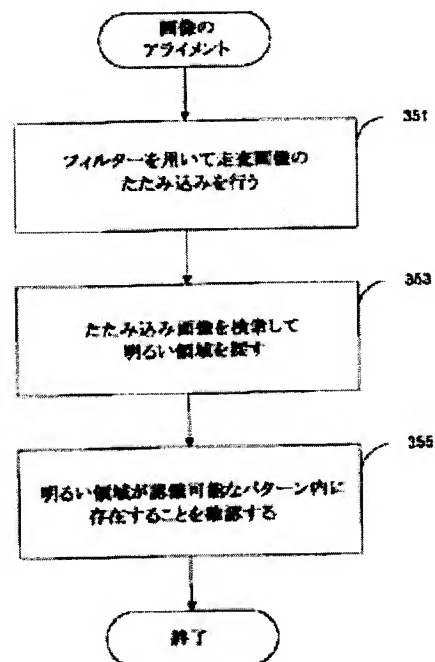 画像の
アライメント
351
フィルターを用いて走査画像の
たたみ込みを行う
353
たたみ込み画像を検索して
明るい領域を探す
355
明るい領域が認識可能なパターン内に
存在することを確認する
終了